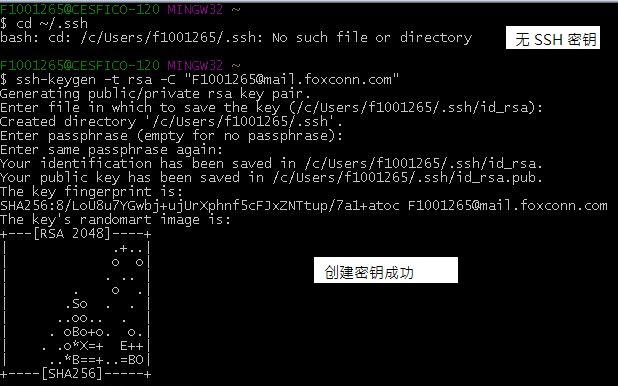 F1001265@CESFICO-120 MINGW32 ~
$ cd ~/.ssh
bash: cd: /c/Users/f1001265/.ssh: No such file or directory
无 SSH 密钥
F1001265@CESFICO-120 MINGW32 ~
$ ssh-keygen -t rsa -C "F1001265@mail.foxconn.com"
Generating public/private rsa key pair.
Enter file in which to save the key (/c/Users/f1001265/.ssh/id_rsa):
Created directory '/c/Users/f1001265/.ssh'.
Enter passphrase (empty for no passphrase):
Enter same passphrase again:
Your identification has been saved in /c/Users/f1001265/.ssh/id_rsa.
Your public key has been saved in /c/Users/f1001265/.ssh/id_rsa.pub.
The key fingerprint is:
SHA256:8/LoU8u7YGwbj+ujUrXphnf5cFJxZNTtup/7a1+atoc F1001265@mail.foxconn.com
The key's randomart image is:
+---[RSA 2048]----+
|             .+..|
|             o  o|
|            . .. |
|        .    o  .|
|       .So  .  . |
|      ..oo..  .  |
|     . oBo+o.  o.|
|    . .o*X=+  E++|
|     ..*B==+..=BO|
+----[SHA256]-----+
创建密钥成功